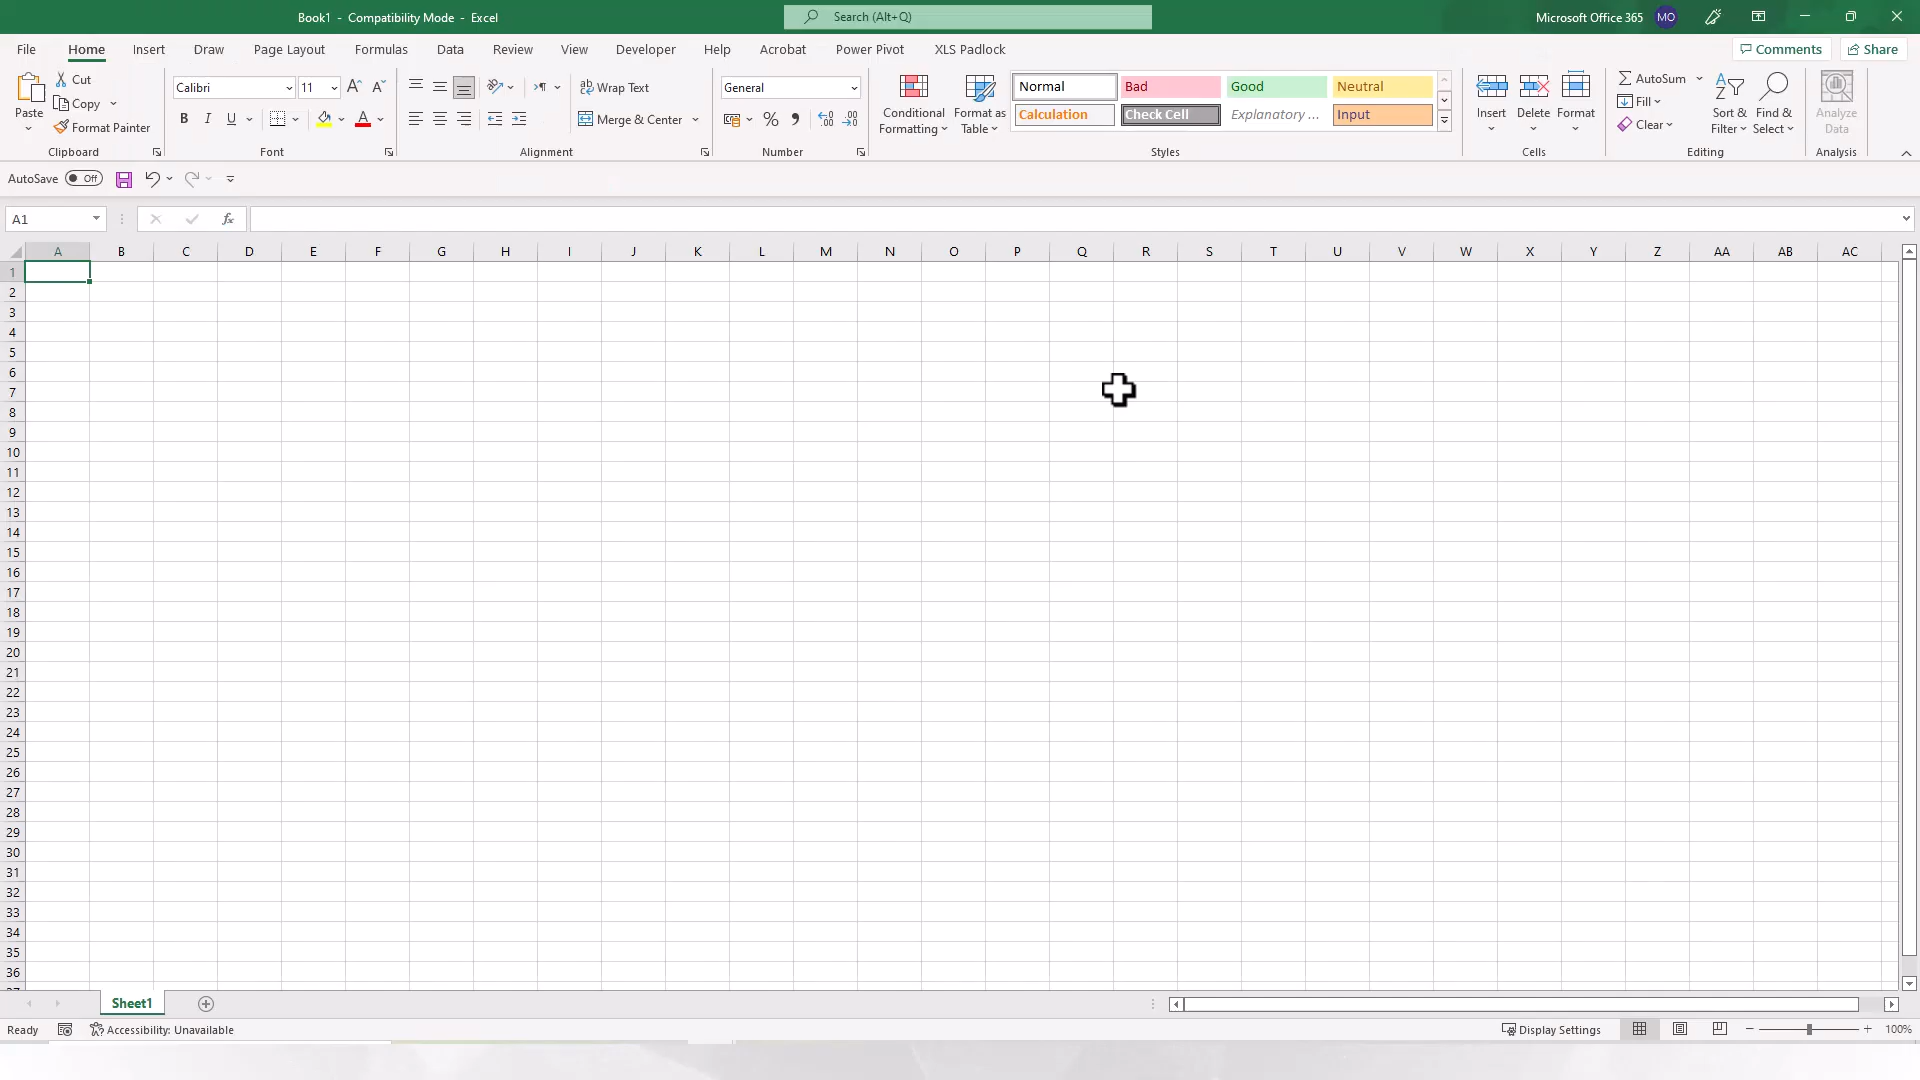 Book1 - Compatibility Mode - Excel
Search (Alt+Q)
Microsoft Office 365
MO
File Home Insert Draw Page Layout Formulas Data Review View Developer Help Acrobat Power Pivot XLS Padlock
Comments
Share
Paste
Cut
Copy
Format Painter
Clipboard
Calibri
11
B I U
Font
Wrap Text
Merge & Center
Alignment
General
Number
Conditional Formatting
Format as Table
Normal Bad Good Neutral
Calculation Check Cell Explanatory ... Input
Styles
Insert Delete Format
Cells
AutoSum
Fill
Clear
Sort & Filter
Find & Select
Editing
Analyze Data
Analysis
AutoSave Off
A1
fx
A B C D E F G H I J K L M N O P Q R S T U V W X Y Z AA AB AC
1
2
3
4
5
6
7
8
9
10
11
12
13
14
15
16
17
18
19
20
21
22
23
24
25
26
27
28
29
30
31
32
33
34
35
36
Sheet1
Ready
Accessibility: Unavailable
Display Settings
100%